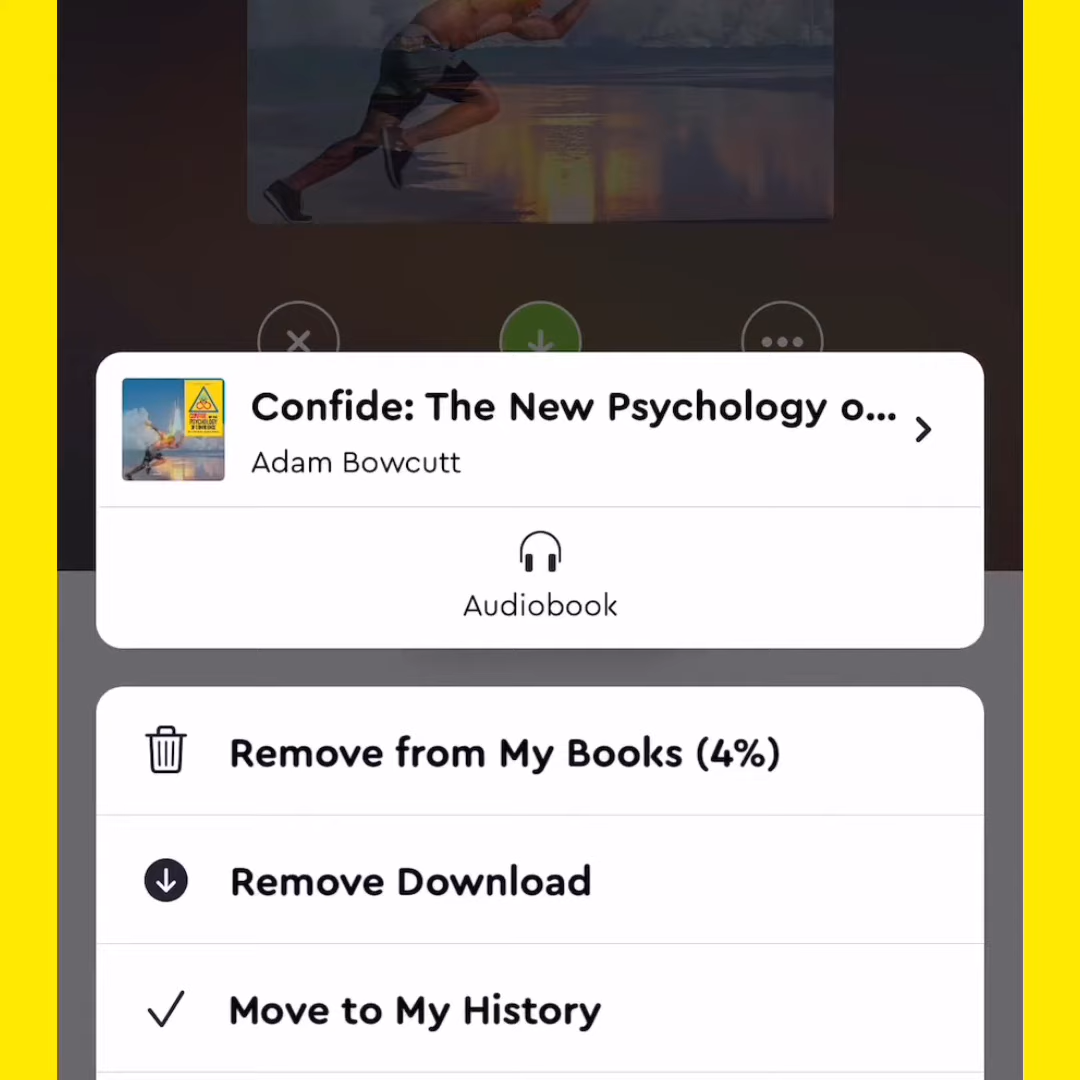 Confide: The New Psychology o...
Adam Bowcutt
Audiobook
Remove from My Books (4%)
Remove Download
Move to My History